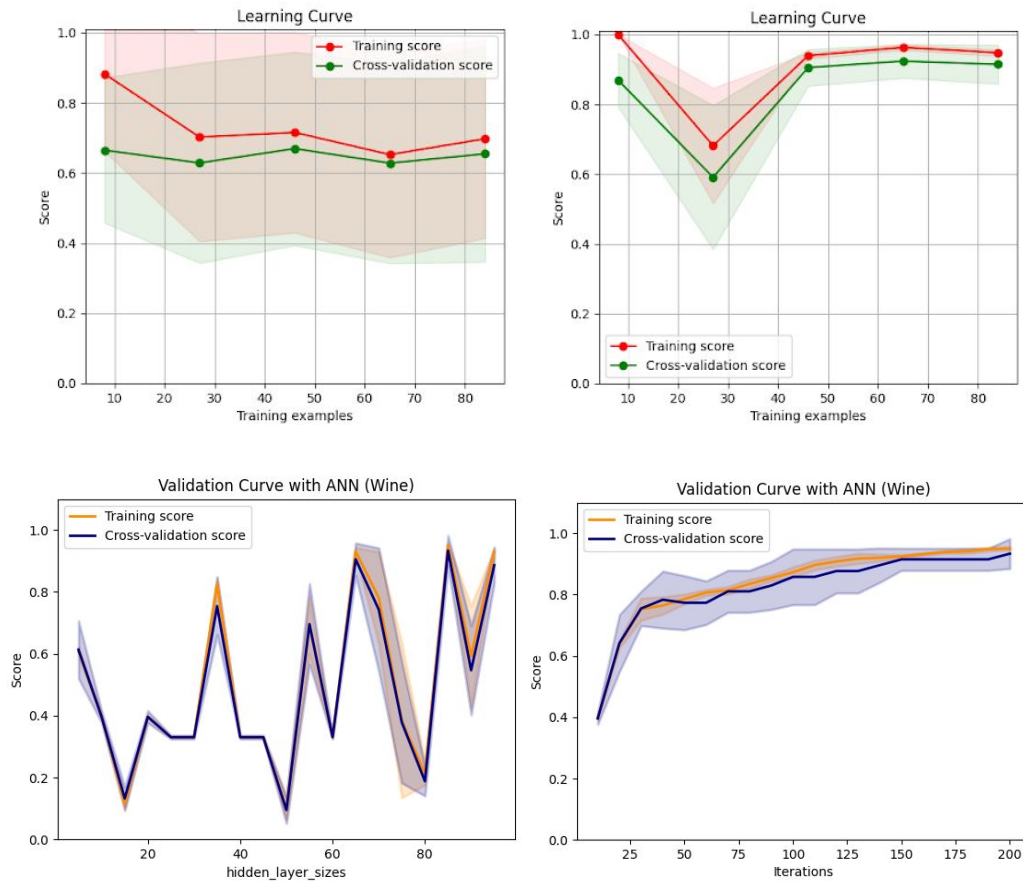 Learning Curve
1.0
0.8
0.6
0.4
0.2
0.0
Score
Training score
Cross-validation score
10 20 30 40 50 60 70 80
Training examples
Learning Curve
1.0
0.8
0.6
0.4
0.2
0.0
Score
Training score
Cross-validation score
10 20 30 40 50 60 70 80
Training examples
Validation Curve with ANN (Wine)
Training score
Cross-validation score
1.0
0.8
0.6
0.4
0.2
0.0
Score
20 40 60 80
hidden_layer_sizes
Validation Curve with ANN (Wine)
Training score
Cross-validation score
1.0
0.8
0.6
0.4
0.2
0.0
Score
25 50 75 100 125 150 175 200
Iterations